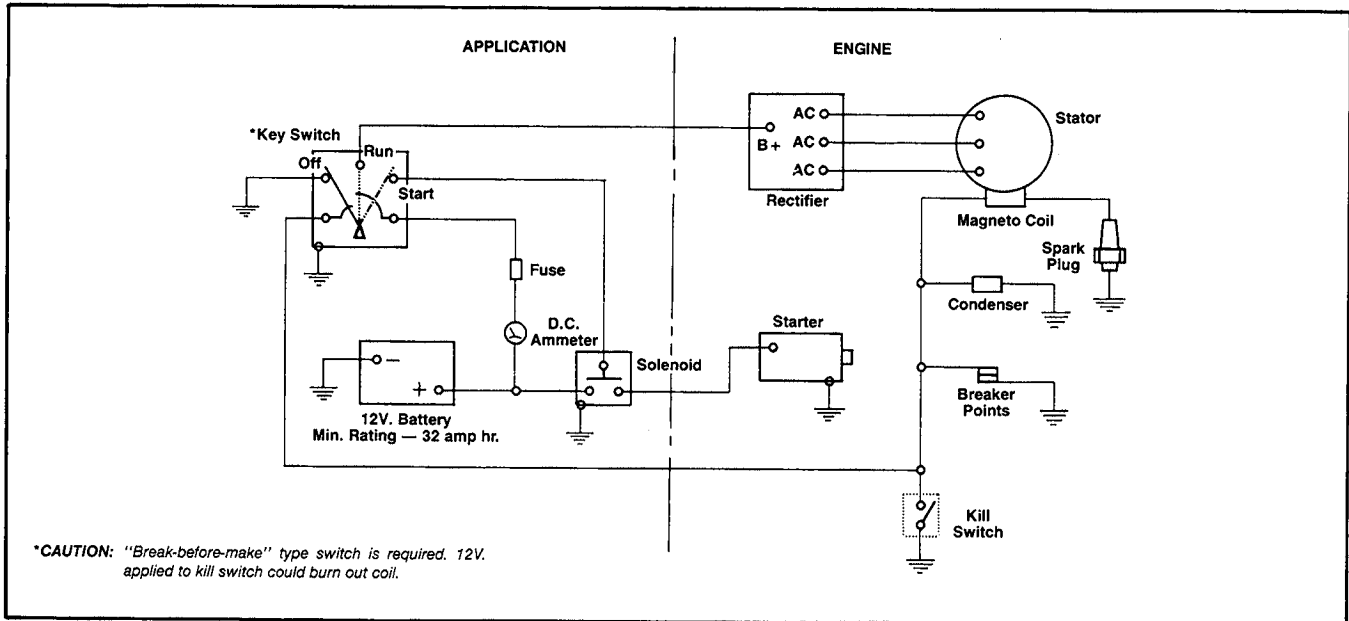 APPLICATION
ENGINE
*Key Switch
Off
Run
Start
AC
B+ AC
AC
Rectifier
Stator
Magneto Coil
Spark
Plug
Fuse
Condenser
D.C.
Ammeter
Solenoid
Starter
Breaker
Points
− +
12V. Battery
Min. Rating — 32 amp hr.
Kill
Switch
*CAUTION: "Break-before-make" type switch is required. 12V.
applied to kill switch could burn out coil.